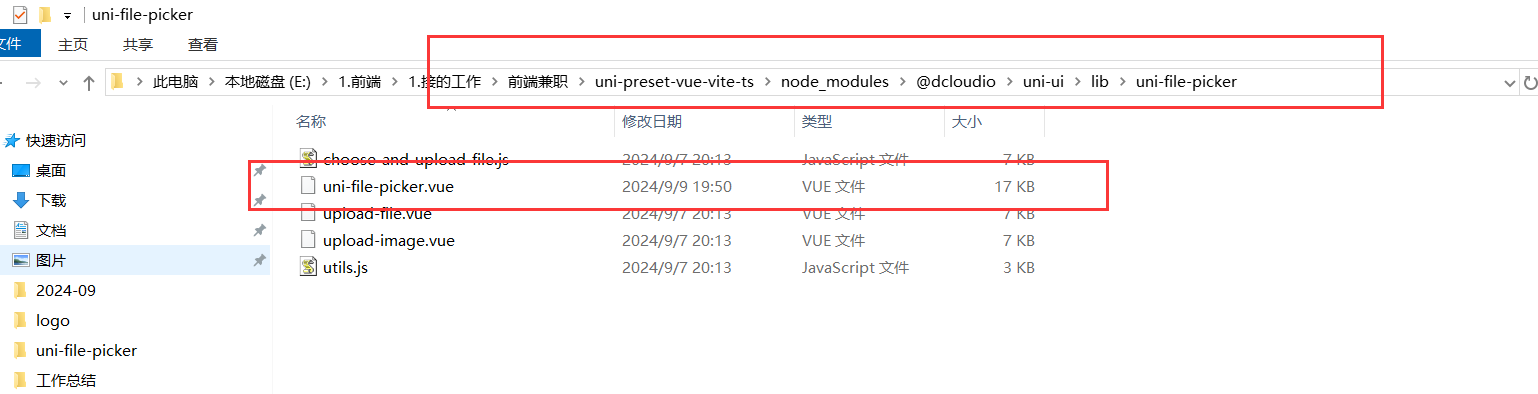 uni-file-picker
文件 主页 共享 查看
此电脑 本地磁盘 (E:) 1.前端 1.接的工作 前端兼职 uni-preset-vue-vite-ts node_modules @dcloudio uni-ui lib uni-file-picker
名称 修改日期 类型 大小
快速访问
桌面
下载
文档
图片
2024-09
logo
uni-file-picker
工作总结
choose-and-upload-file.js 2024/9/7 20:13 JavaScript 文件 7 KB
uni-file-picker.vue 2024/9/9 19:50 VUE 文件 17 KB
upload-file.vue 2024/9/7 20:13 VUE 文件 7 KB
upload-image.vue 2024/9/7 20:13 VUE 文件 7 KB
utils.js 2024/9/7 20:13 JavaScript 文件 3 KB